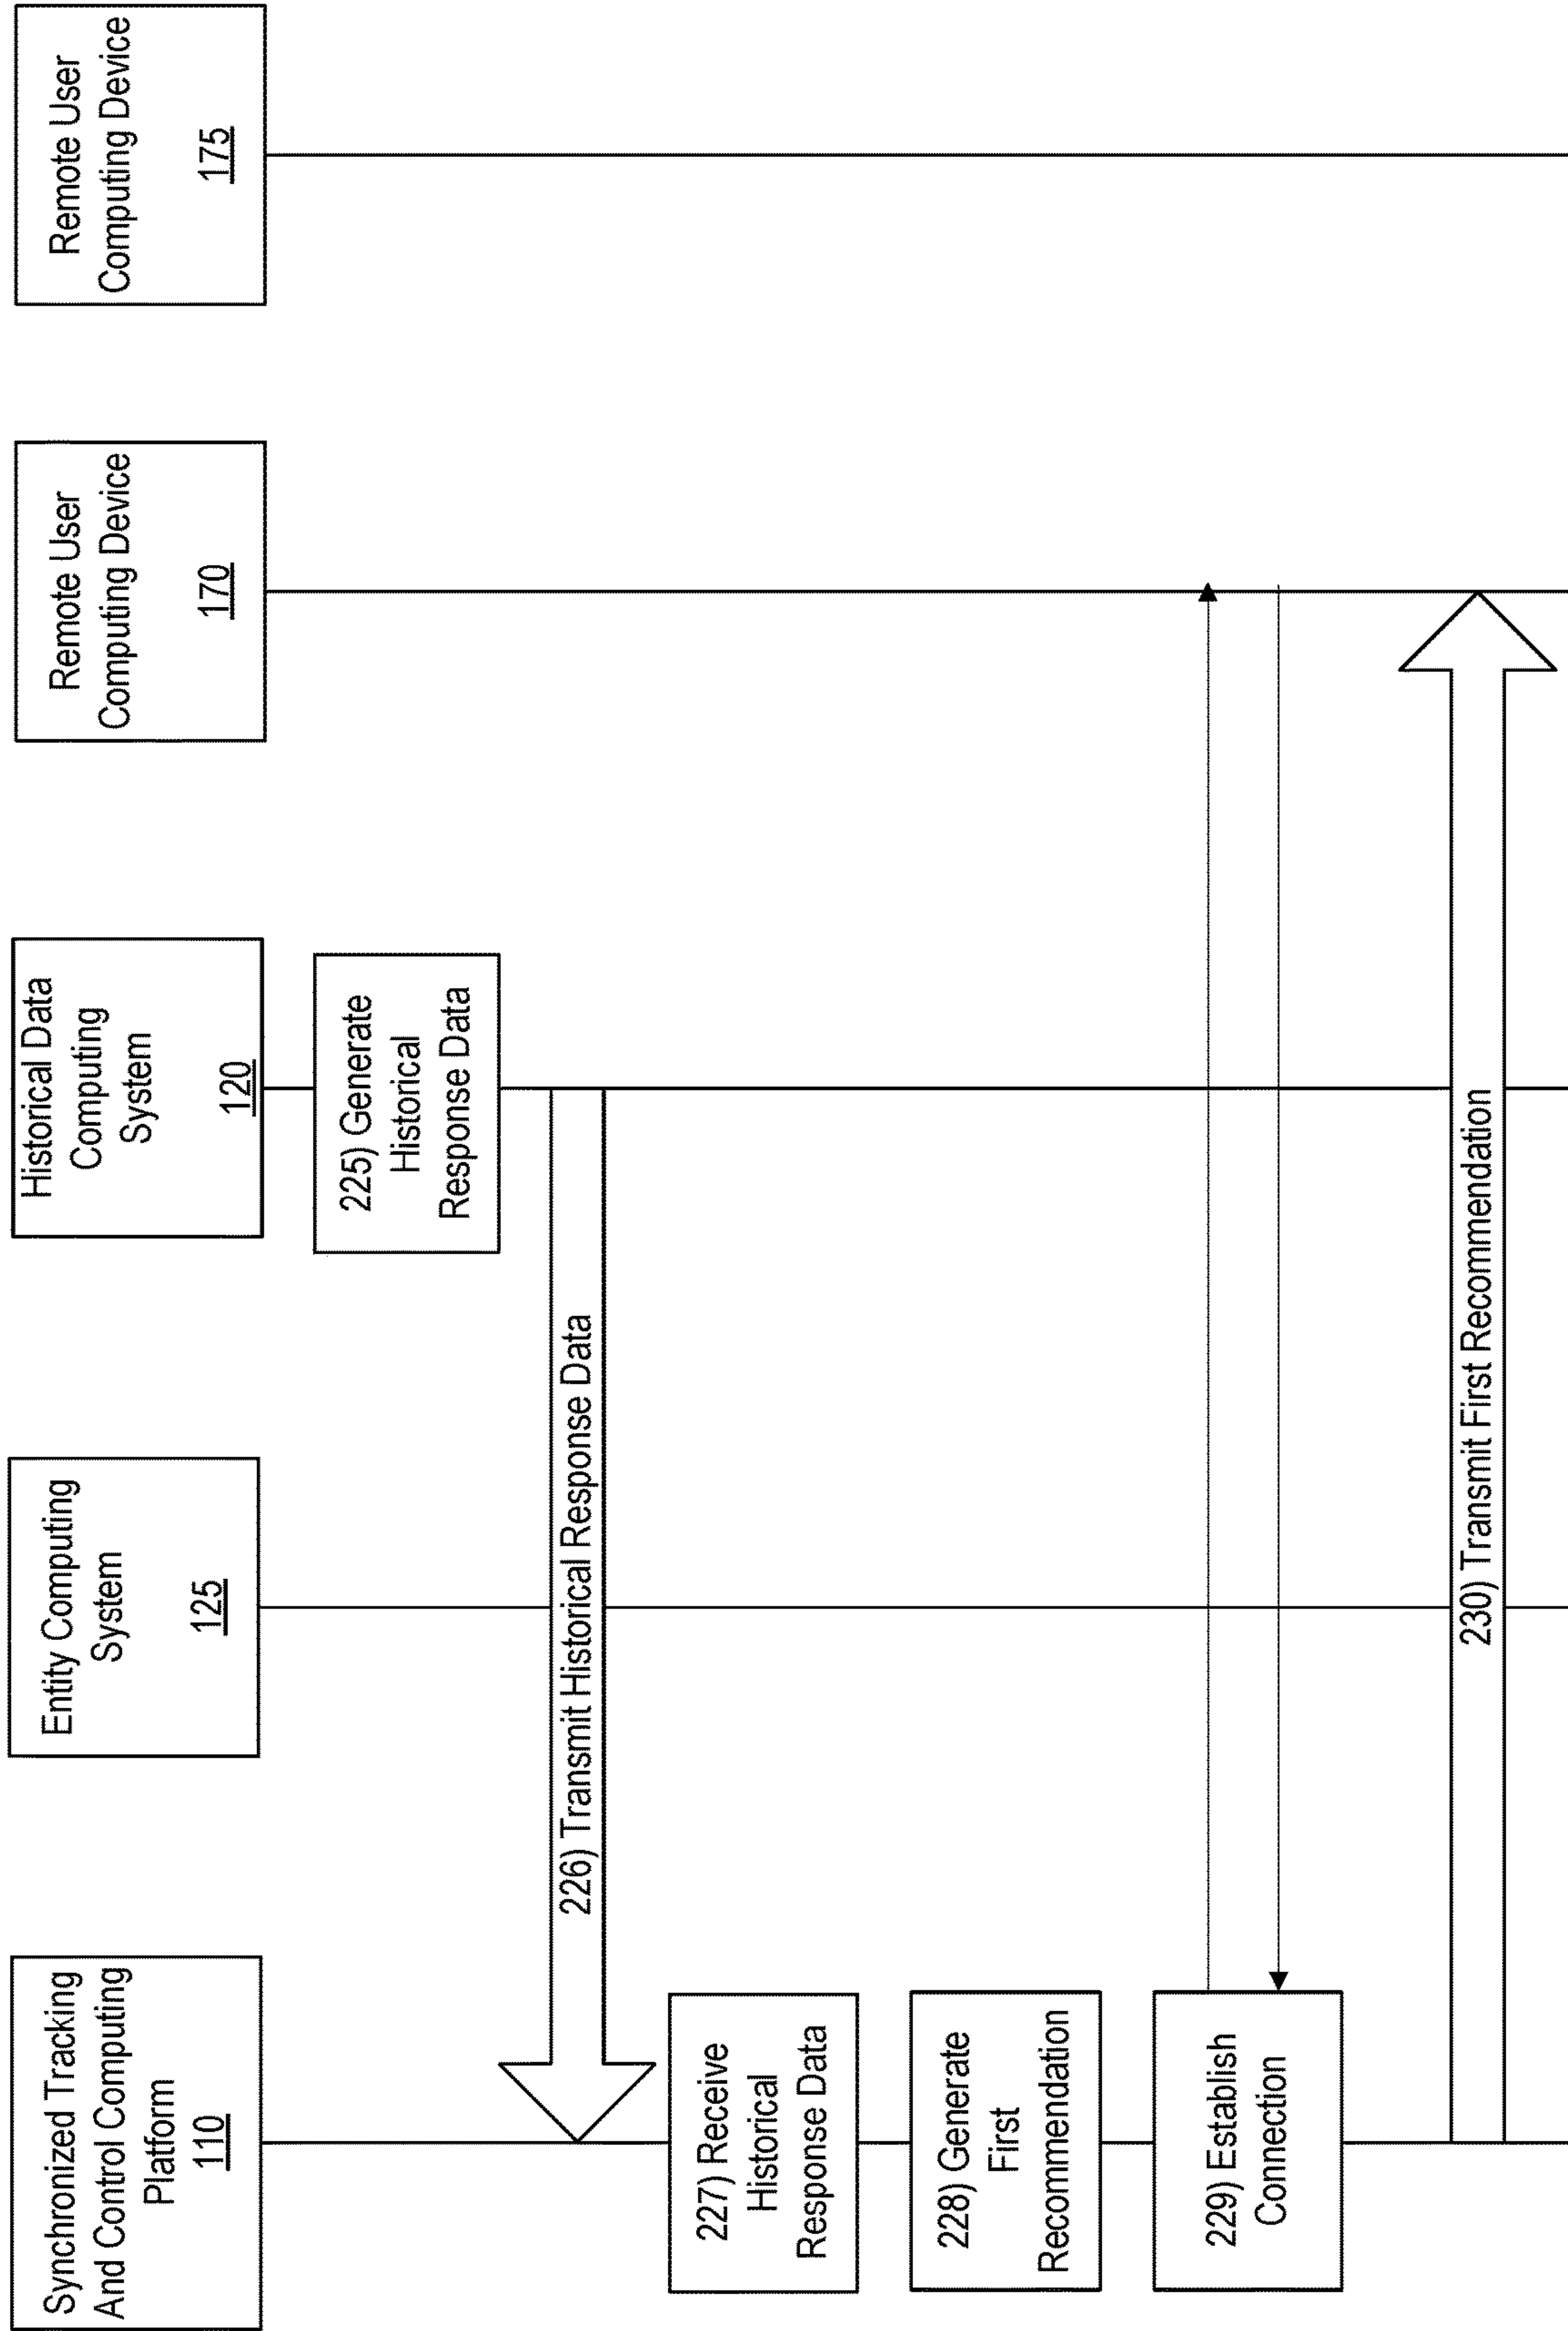 Synchronized Tracking
And Control Computing
Platform
110
Entity Computing
System
125
Historical Data
Computing
System
120
Remote User
Computing Device
170
Remote User
Computing Device
175
225) Generate
Historical
Response Data
226) Transmit Historical Response Data
227) Receive
Historical
Response Data
228) Generate
First
Recommendation
229) Establish
Connection
230) Transmit First Recommendation